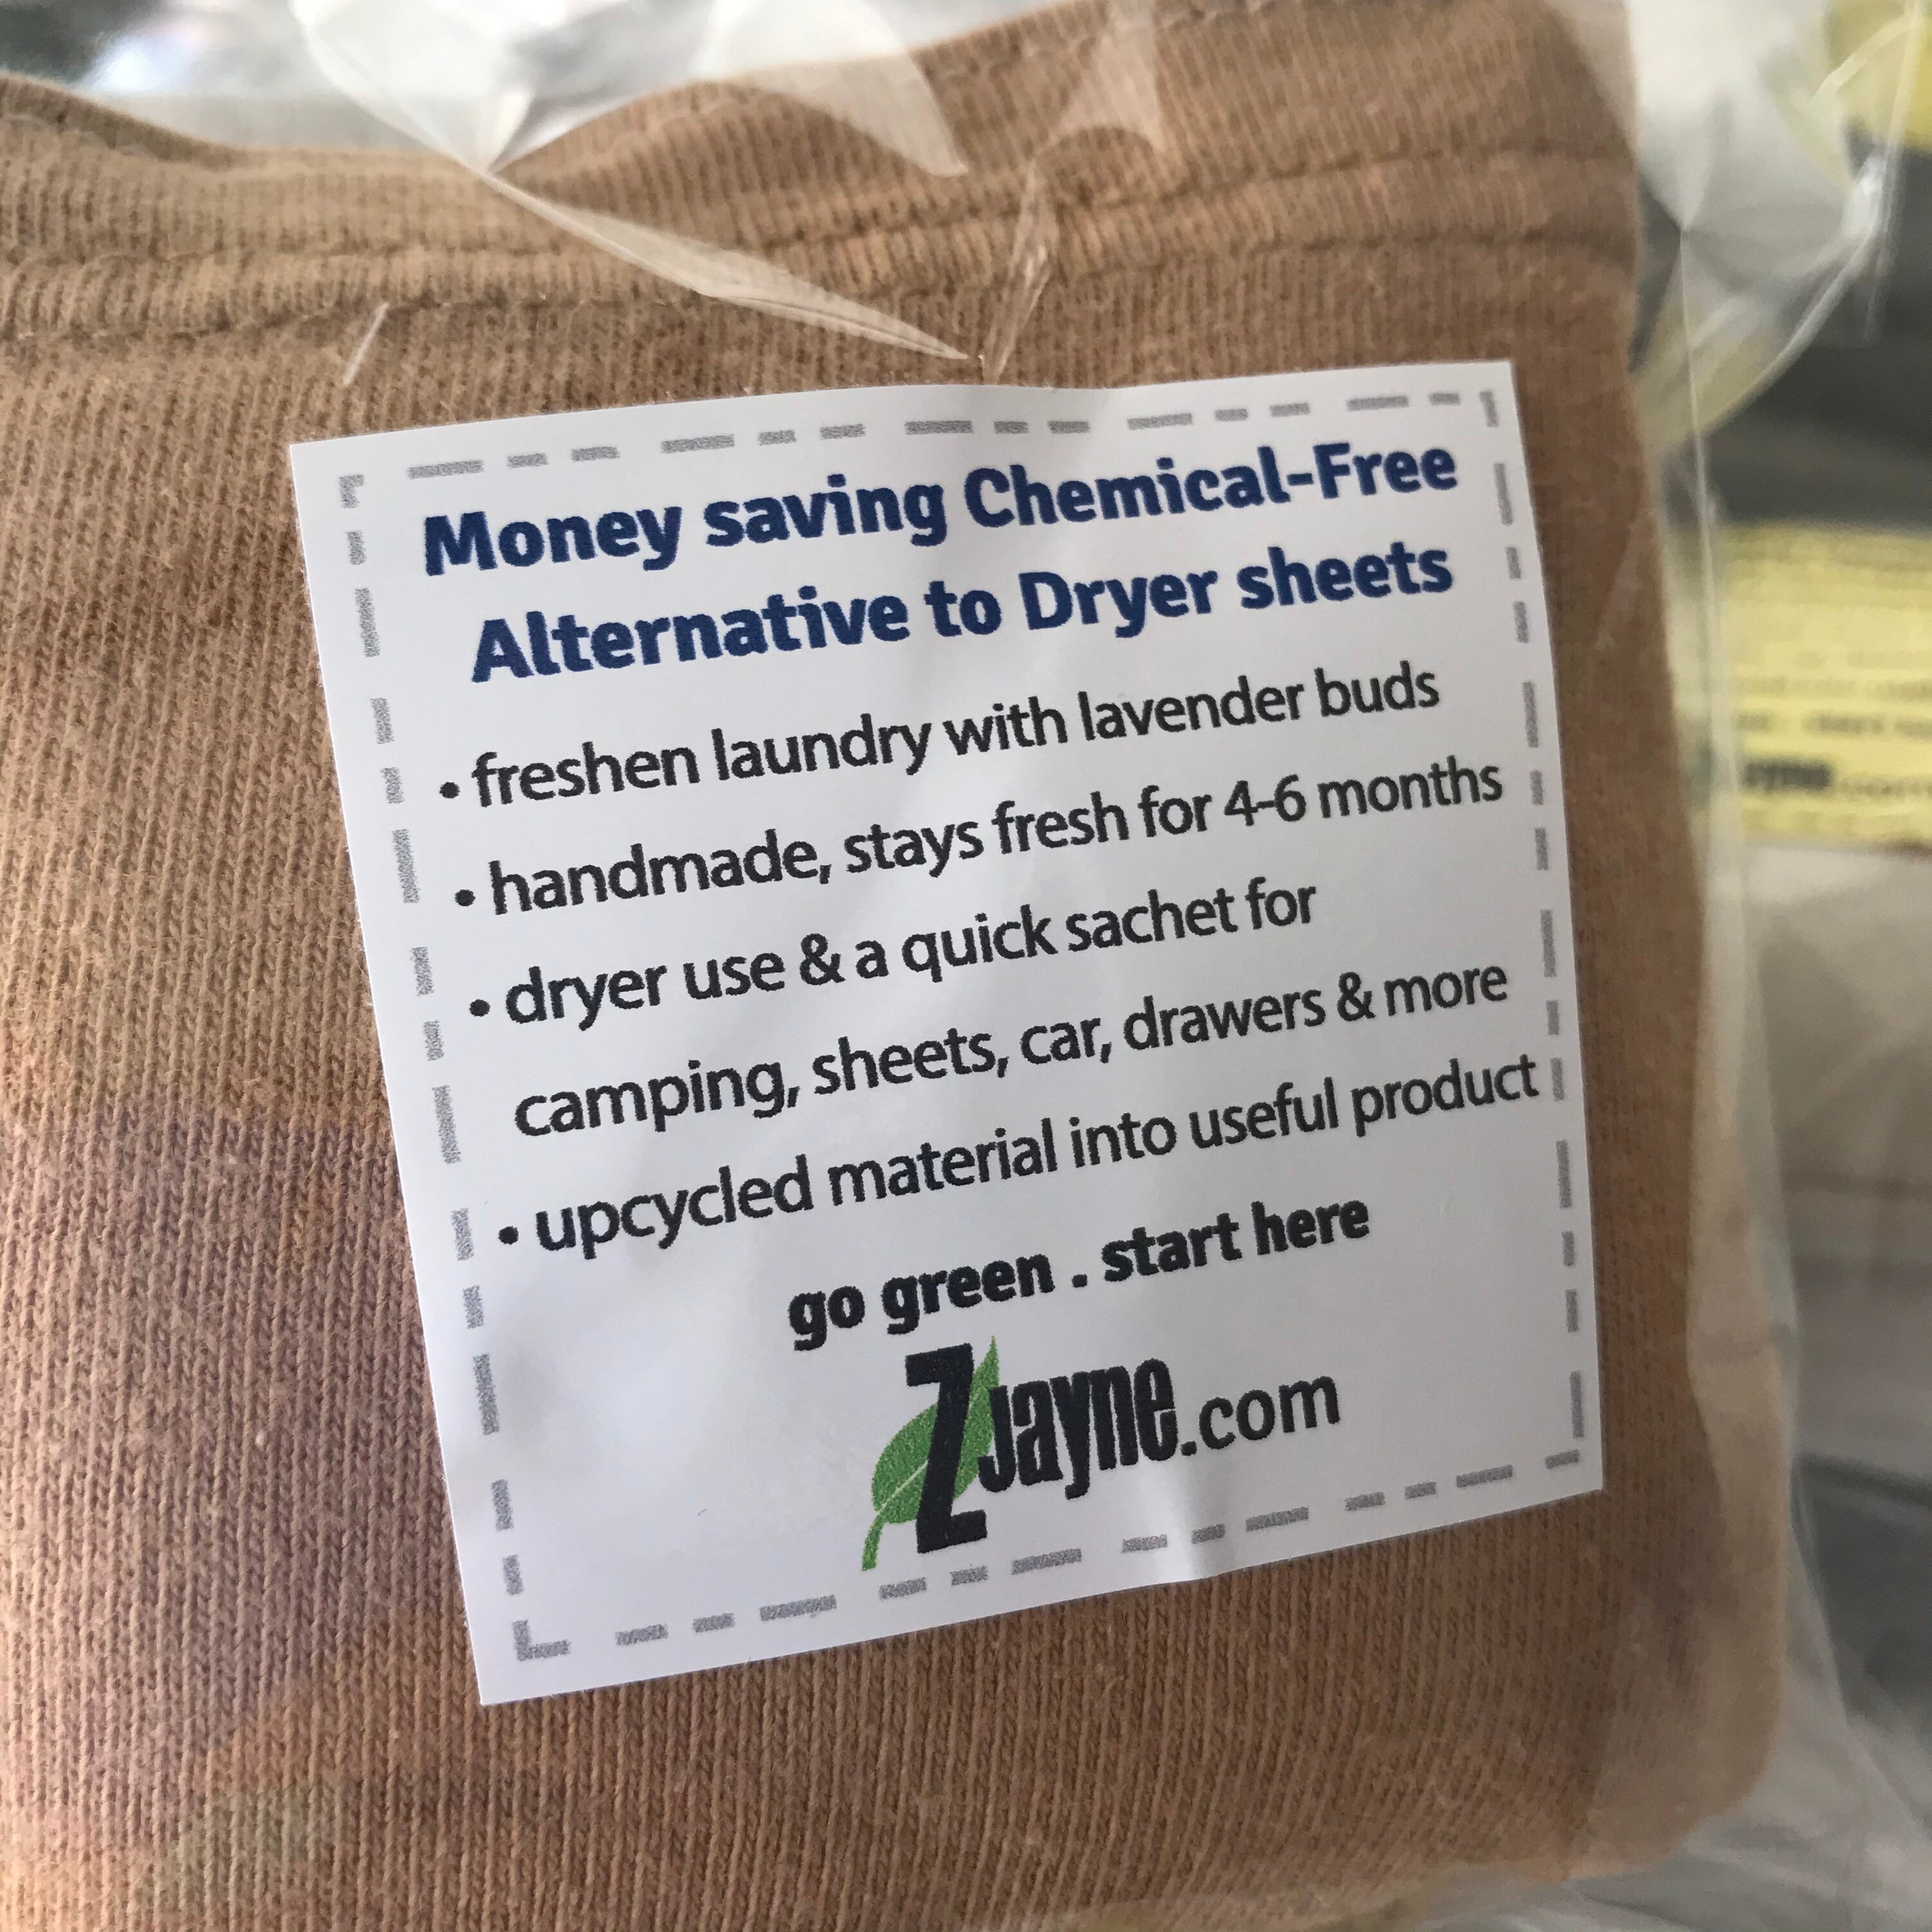 Money saving Chemical-Free
Alternative to Dryer sheets
• freshen laundry with lavender buds
• handmade, stays fresh for 4-6 months
• dryer use & a quick sachet for
camping, sheets, car, drawers & more
• upcycled material into useful product
go green . start here
ZJayne.com